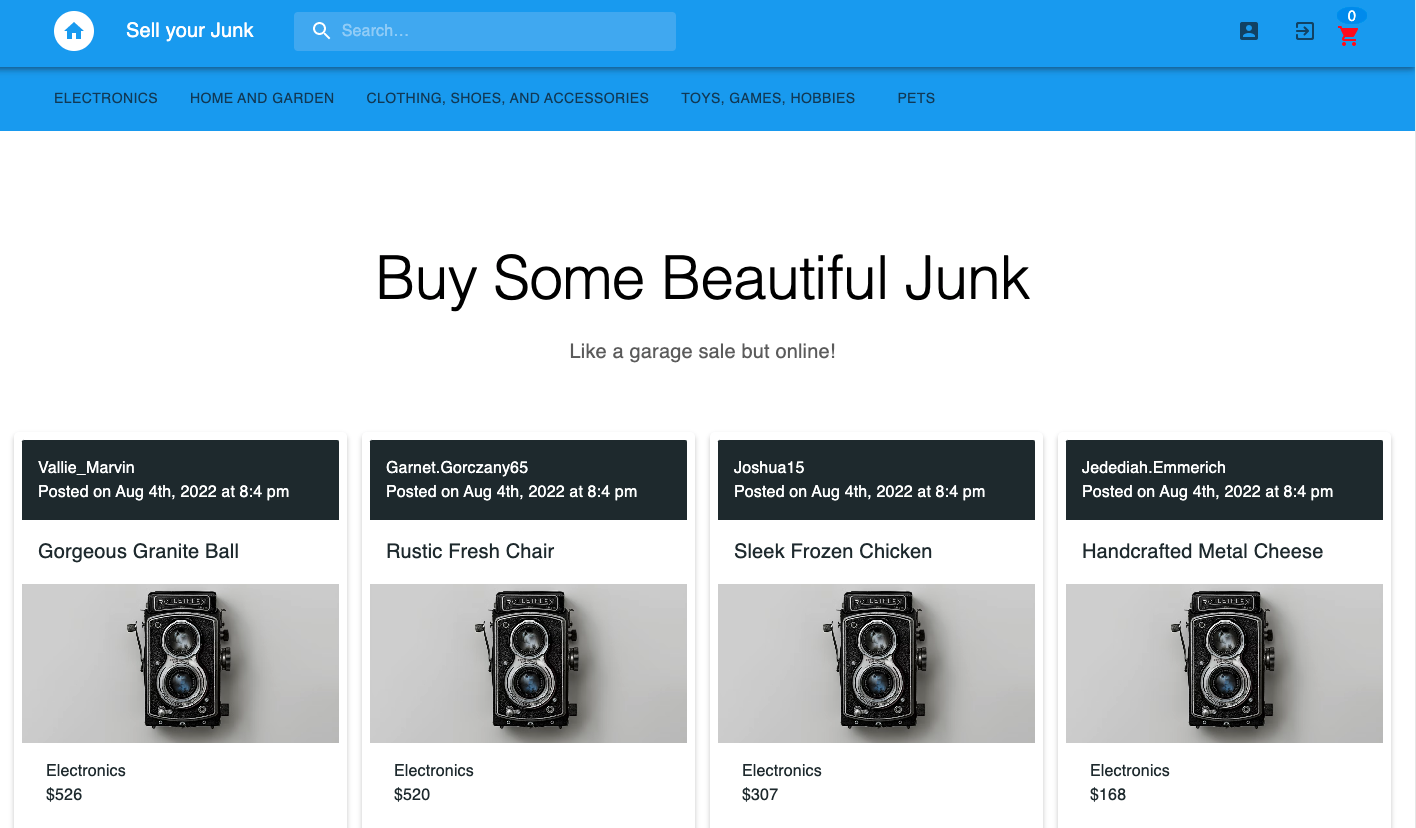 Sell your Junk
Search...
0
ELECTRONICS
HOME AND GARDEN
CLOTHING, SHOES, AND ACCESSORIES
TOYS, GAMES, HOBBIES
PETS
Buy Some Beautiful Junk
Like a garage sale but online!
Vallie_Marvin
Posted on Aug 4th, 2022 at 8:4 pm
Gorgeous Granite Ball
Electronics
$526
Garnet.Gorczany65
Posted on Aug 4th, 2022 at 8:4 pm
Rustic Fresh Chair
Electronics
$520
Joshua15
Posted on Aug 4th, 2022 at 8:4 pm
Sleek Frozen Chicken
Electronics
$307
Jedediah.Emmerich
Posted on Aug 4th, 2022 at 8:4 pm
Handcrafted Metal Cheese
Electronics
$168